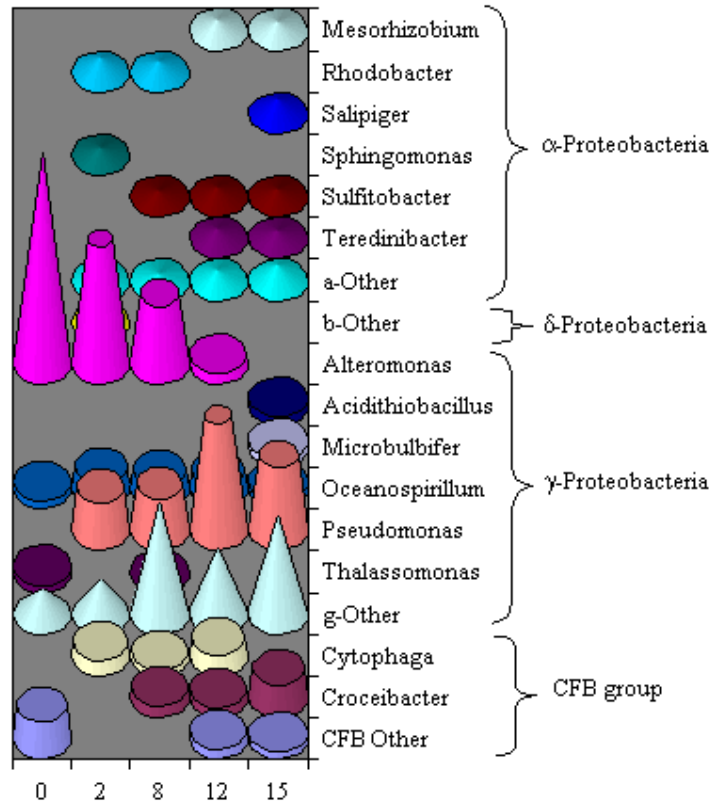 Mesorhizobium
Rhodobacter
Salipiger
Sphingomonas
Sulfitobacter
Teredinibacter
a-Other
α-Proteobacteria
b-Other
δ-Proteobacteria
Alteromonas
Acidithiobacillus
Microbulbifer
Oceanospirillum
Pseudomonas
Thalassomonas
g-Other
γ-Proteobacteria
Cytophaga
Croceibacter
CFB Other
CFB group
0 2 8 12 15